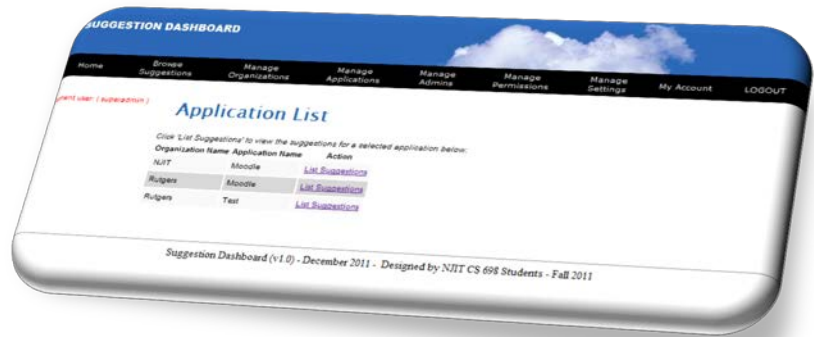 SUGGESTION DASHBOARD
Home Browse Suggestions Manage Organizations Manage Applications Manage Admins Manage Permissions Manage Settings My Account LOGOUT
user: ( superadmin )
Application List
Click 'List Suggestions' to view the suggestions for a selected application below:
Organization Name Application Name Action
NJIT Moodle List Suggestions
Rutgers Moodle List Suggestions
Rutgers Test List Suggestions
Suggestion Dashboard (v1.0) - December 2011 - Designed by NJIT CS 698 Students - Fall 2011